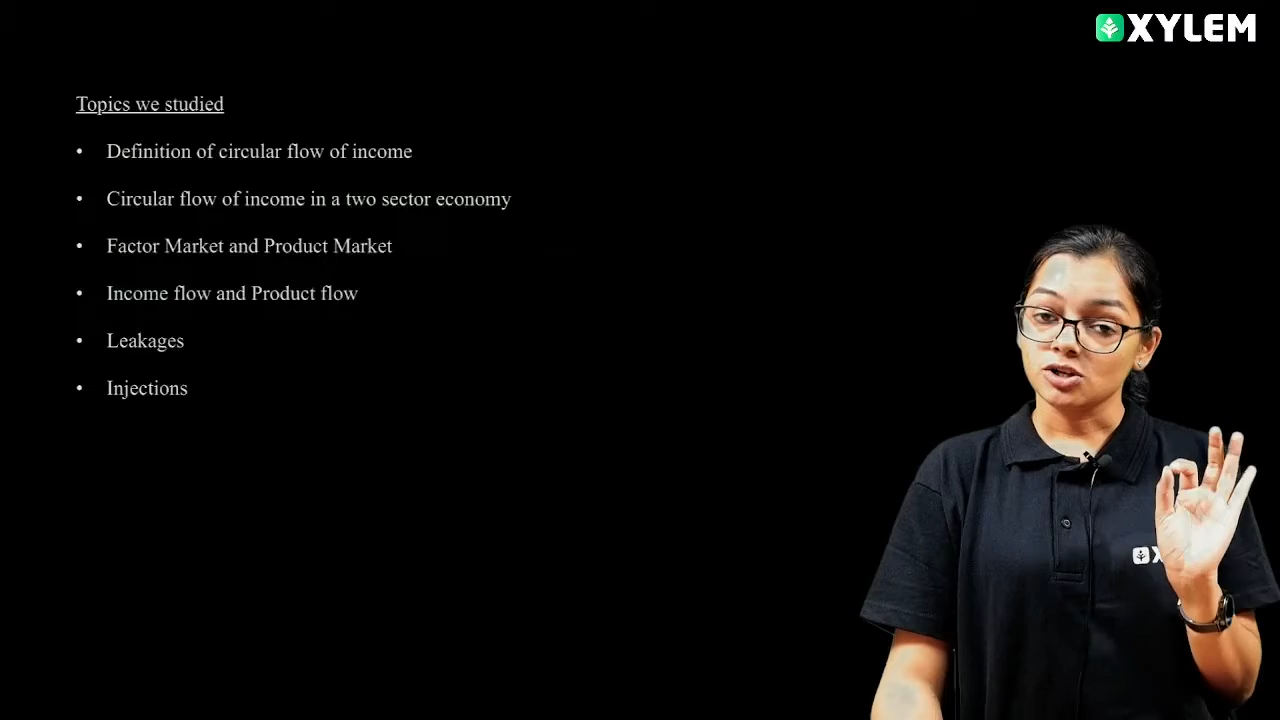 XYLEM
Topics we studied
• Definition of circular flow of income
• Circular flow of income in a two sector economy
• Factor Market and Product Market
• Income flow and Product flow
• Leakages
• Injections
X